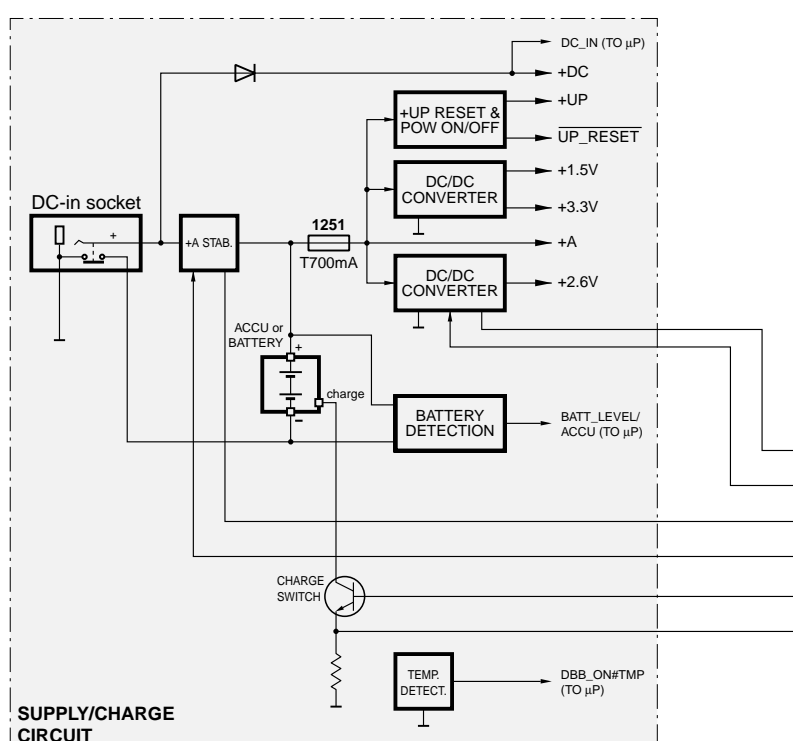 DC_IN (TO µP)
+DC
+UP RESET &
POW ON/OFF
+UP
UP_RESET
DC/DC
CONVERTER
+1.5V
+3.3V
DC-in socket
+
+A STAB.
1251
T700mA
+A
DC/DC
CONVERTER
+2.6V
ACCU or
BATTERY
+
charge
–
BATTERY
DETECTION
BATT_LEVEL/
ACCU (TO µP)
CHARGE
SWITCH
TEMP.
DETECT.
DBB_ON#TMP
(TO µP)
SUPPLY/CHARGE
CIRCUIT